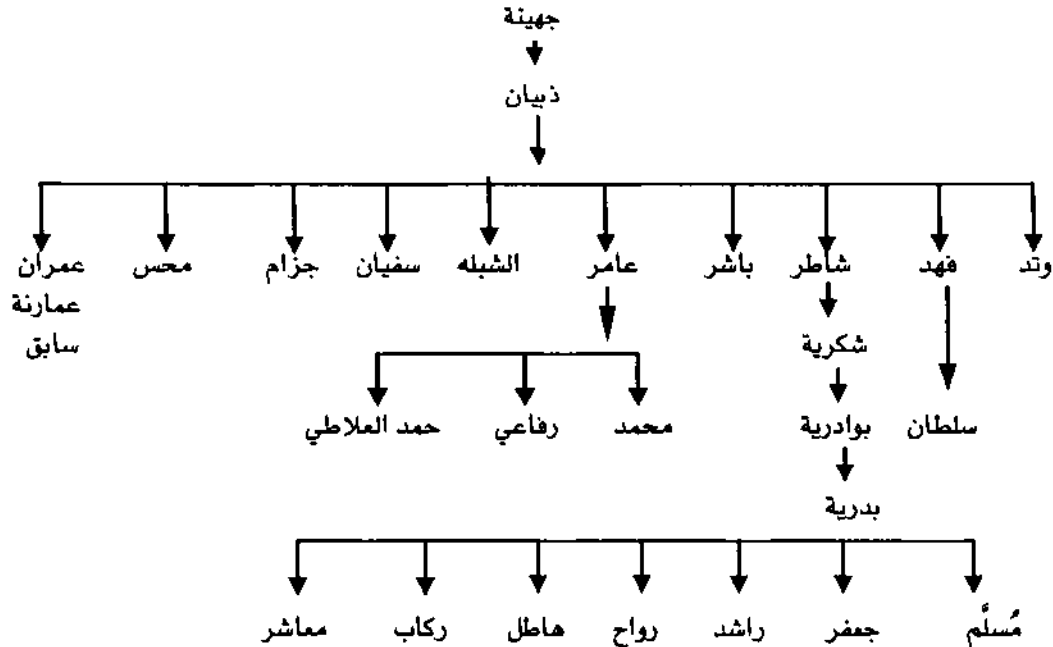 جهينة
ذبيان
وتد فهد شاطر باشر عامر الشبله سفيان جزام محس عمران
عمارنة
سابق
شكرية
سلطان بوادرية محمد رفاعي حمد العلاطي
بدرية
مُسلَّم جعفر راشد رواح هاطل ركاب معاشر